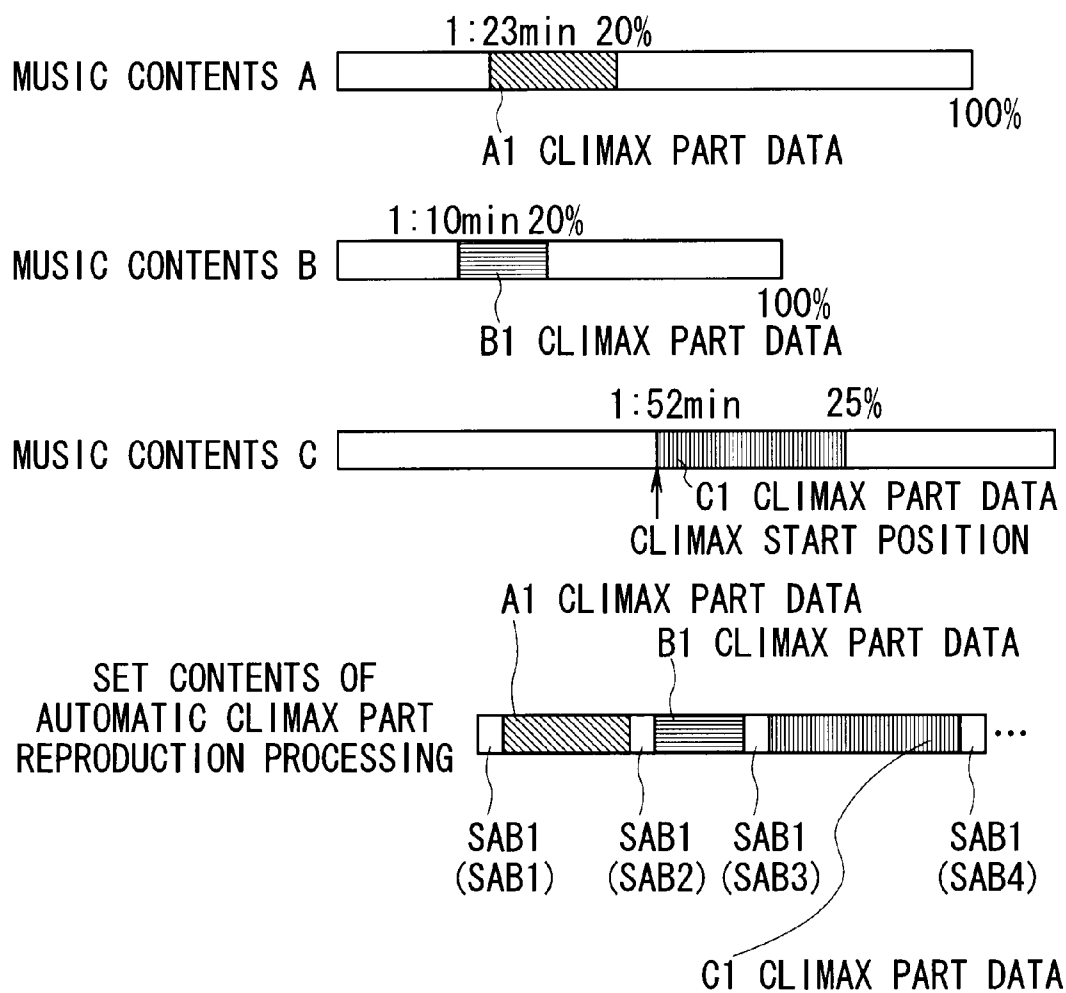 1:23min 20%
MUSIC CONTENTS A
100%
A1 CLIMAX PART DATA
1:10min 20%
MUSIC CONTENTS B
100%
B1 CLIMAX PART DATA
1:52min 25%
MUSIC CONTENTS C
C1 CLIMAX PART DATA
CLIMAX START POSITION
A1 CLIMAX PART DATA
B1 CLIMAX PART DATA
SET CONTENTS OF
AUTOMATIC CLIMAX PART
REPRODUCTION PROCESSING
...
SAB1 SAB1 SAB1 SAB1
(SAB1) (SAB2) (SAB3) (SAB4)
C1 CLIMAX PART DATA